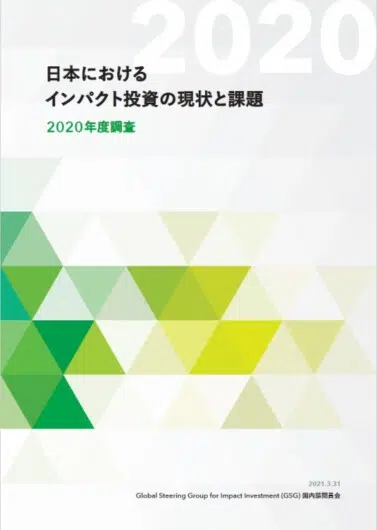 2020
日本における
インパクト投資の現状と課題
2020年度調査
2021.3.31
Global Steering Group for Impact Investment (GSG) 国内諮問委員会